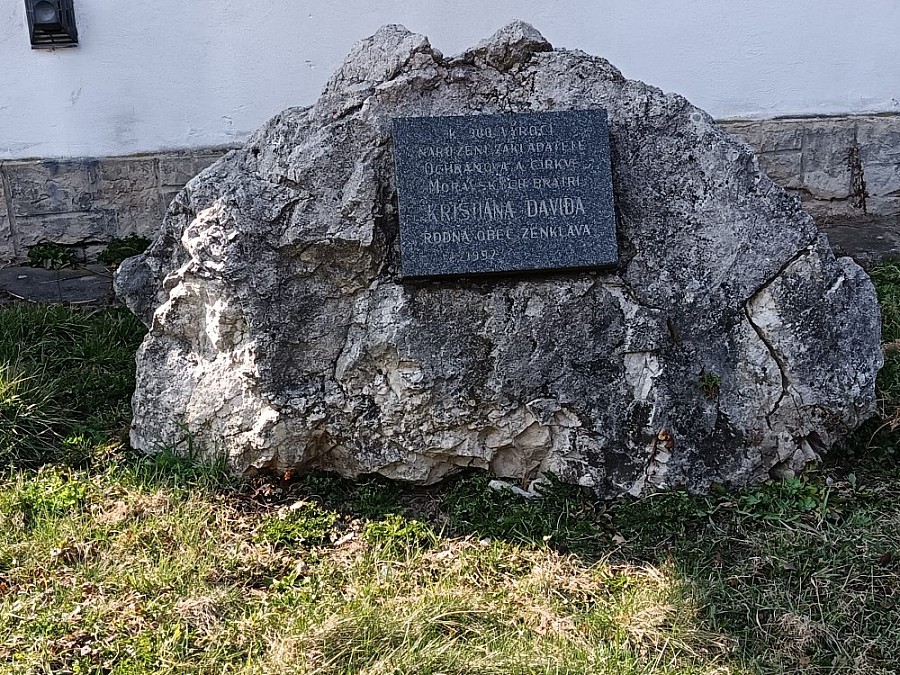 K 300. VÝROČÍ
NAROZENÍ ZAKLADATELE
OCHRANOVA A CÍRKVE
MORAVSKÝCH BRATŘÍ
KRISTIÁNA DAVIDA
RODNÁ OBEC ŽENKLAVA
1992